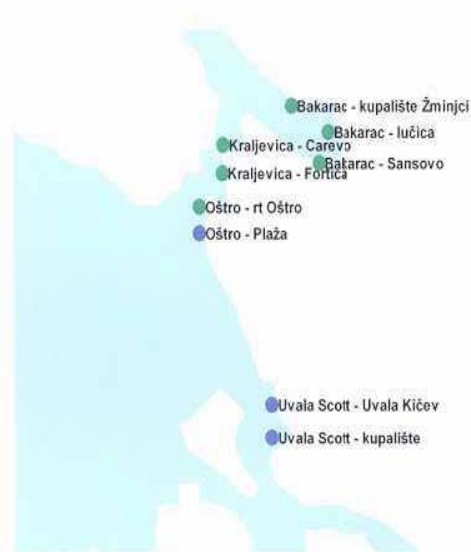 Bakarac - kupalište Žminjci
Bakarac - lučica
Kraljevica - Carevo
Bakarac - Sansovo
Kraljevica - Fortica
Oštro - rt Oštro
Oštro - Plaža
Uvala Scott - Uvala Kičev
Uvala Scott - kupalište